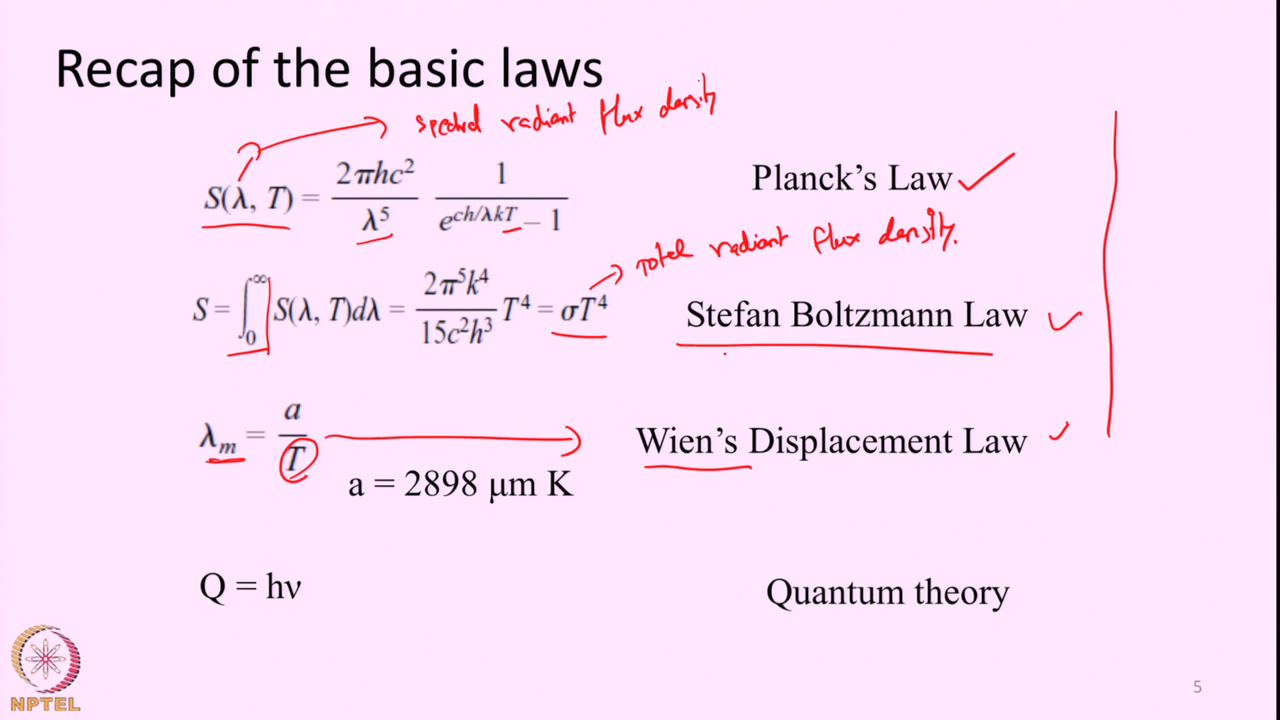 Recap of the basic laws
spectral radiant flux density
S(λ, T) = 2πhc² / λ⁵ 1 / e^{ch/λkT} – 1 Planck's Law
Total radiant flux density.
S = ∫₀^∞ S(λ, T)dλ = 2π⁵k⁴ / 15c²h³ T⁴ = σT⁴ Stefan Boltzmann Law
λₘ = a / T Wien's Displacement Law
a = 2898 μm K
Q = hν Quantum theory
NPTEL
5